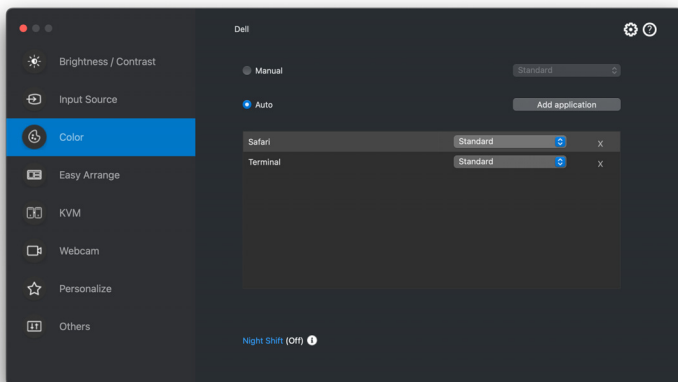 Dell
Brightness / Contrast
Input Source
Color
Easy Arrange
KVM
Webcam
Personalize
Others
Manual
Standard
Auto
Add application
Safari
Standard
X
Terminal
Standard
X
Night Shift (Off)